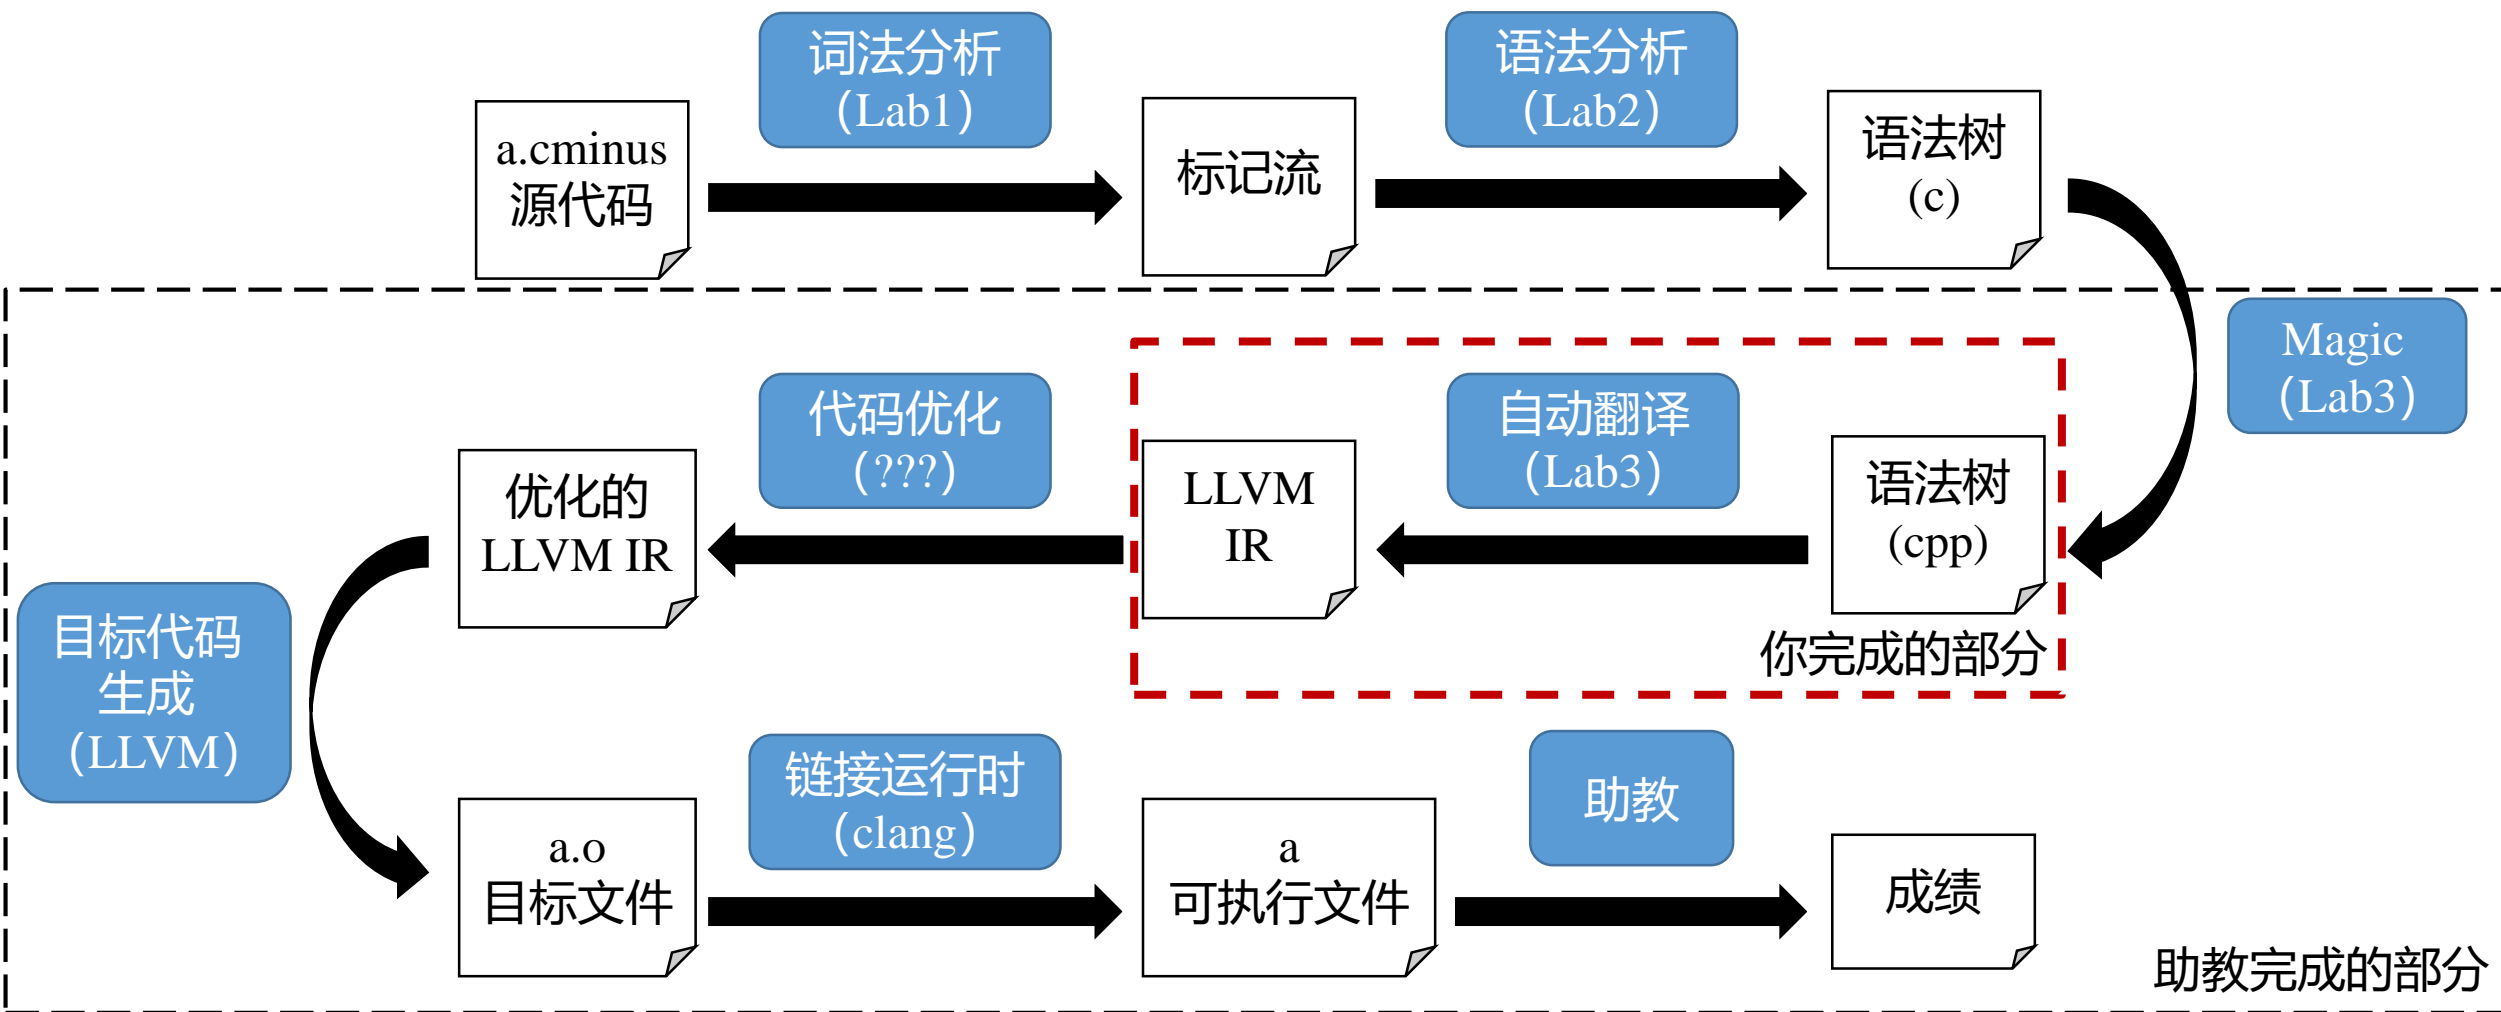 词法分析
（Lab1）
语法分析
（Lab2）
a.cminus
源代码
标记流
语法树
(c)
Magic
（Lab3）
代码优化
（???）
自动翻译
（Lab3）
优化的
LLVM IR
LLVM
IR
语法树
(cpp)
你完成的部分
目标代码
生成
（LLVM）
链接运行时
（clang）
助教
a.o
目标文件
a
可执行文件
成绩
助教完成的部分